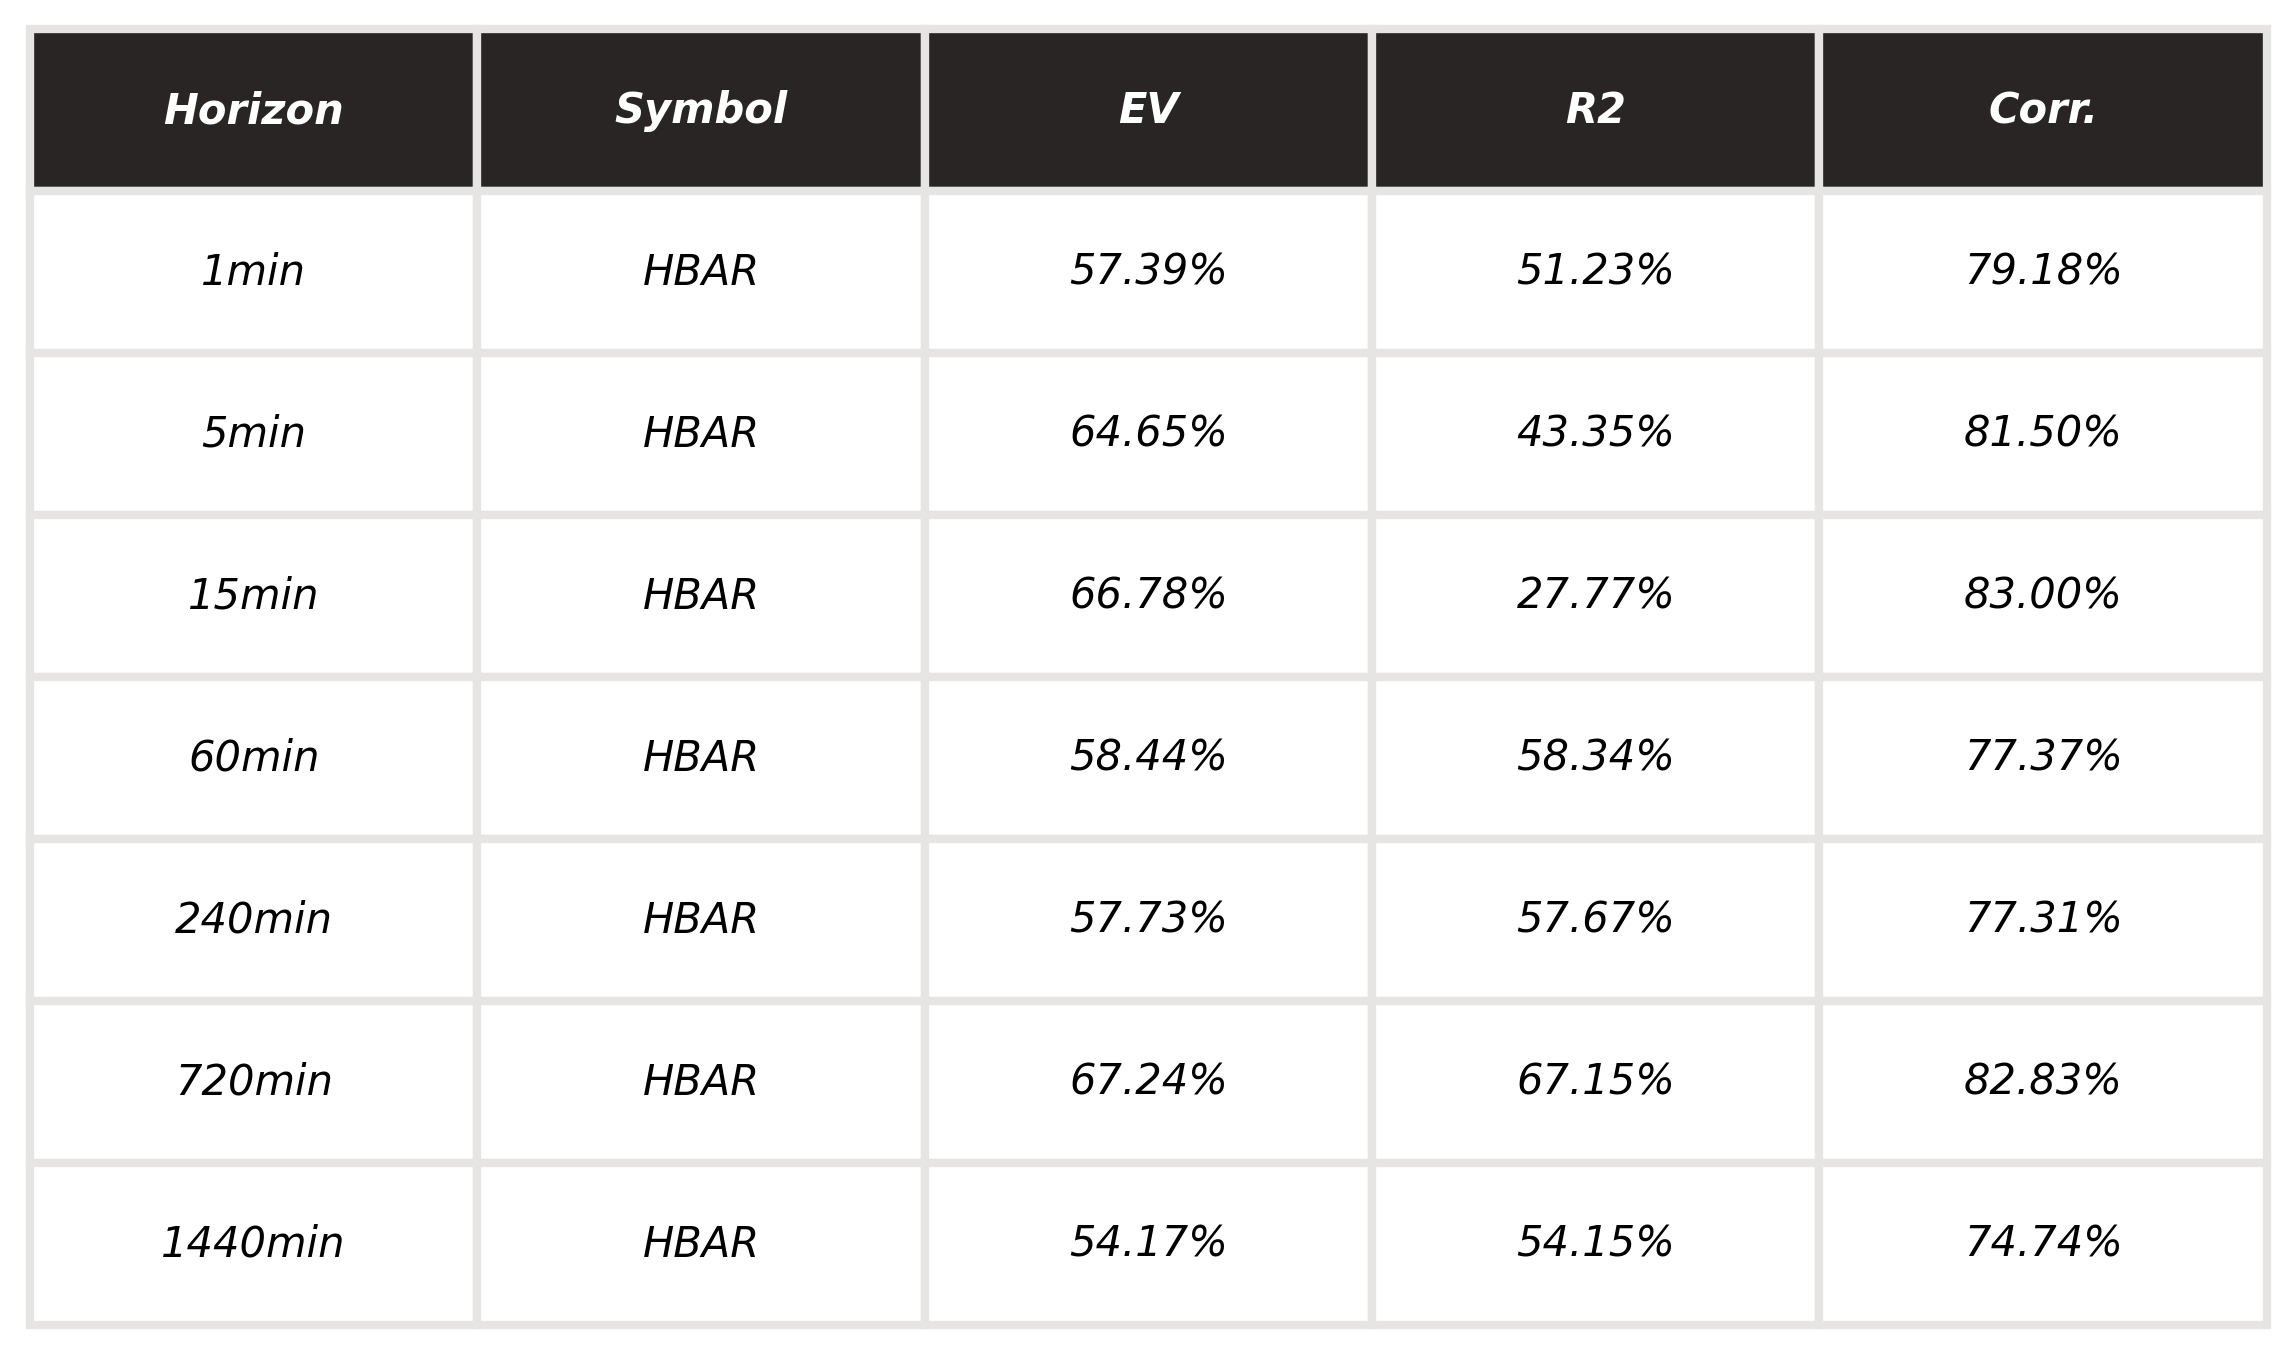 Horizon Symbol EV R2 Corr.
1min HBAR 57.39% 51.23% 79.18%
5min HBAR 64.65% 43.35% 81.50%
15min HBAR 66.78% 27.77% 83.00%
60min HBAR 58.44% 58.34% 77.37%
240min HBAR 57.73% 57.67% 77.31%
720min HBAR 67.24% 67.15% 82.83%
1440min HBAR 54.17% 54.15% 74.74%